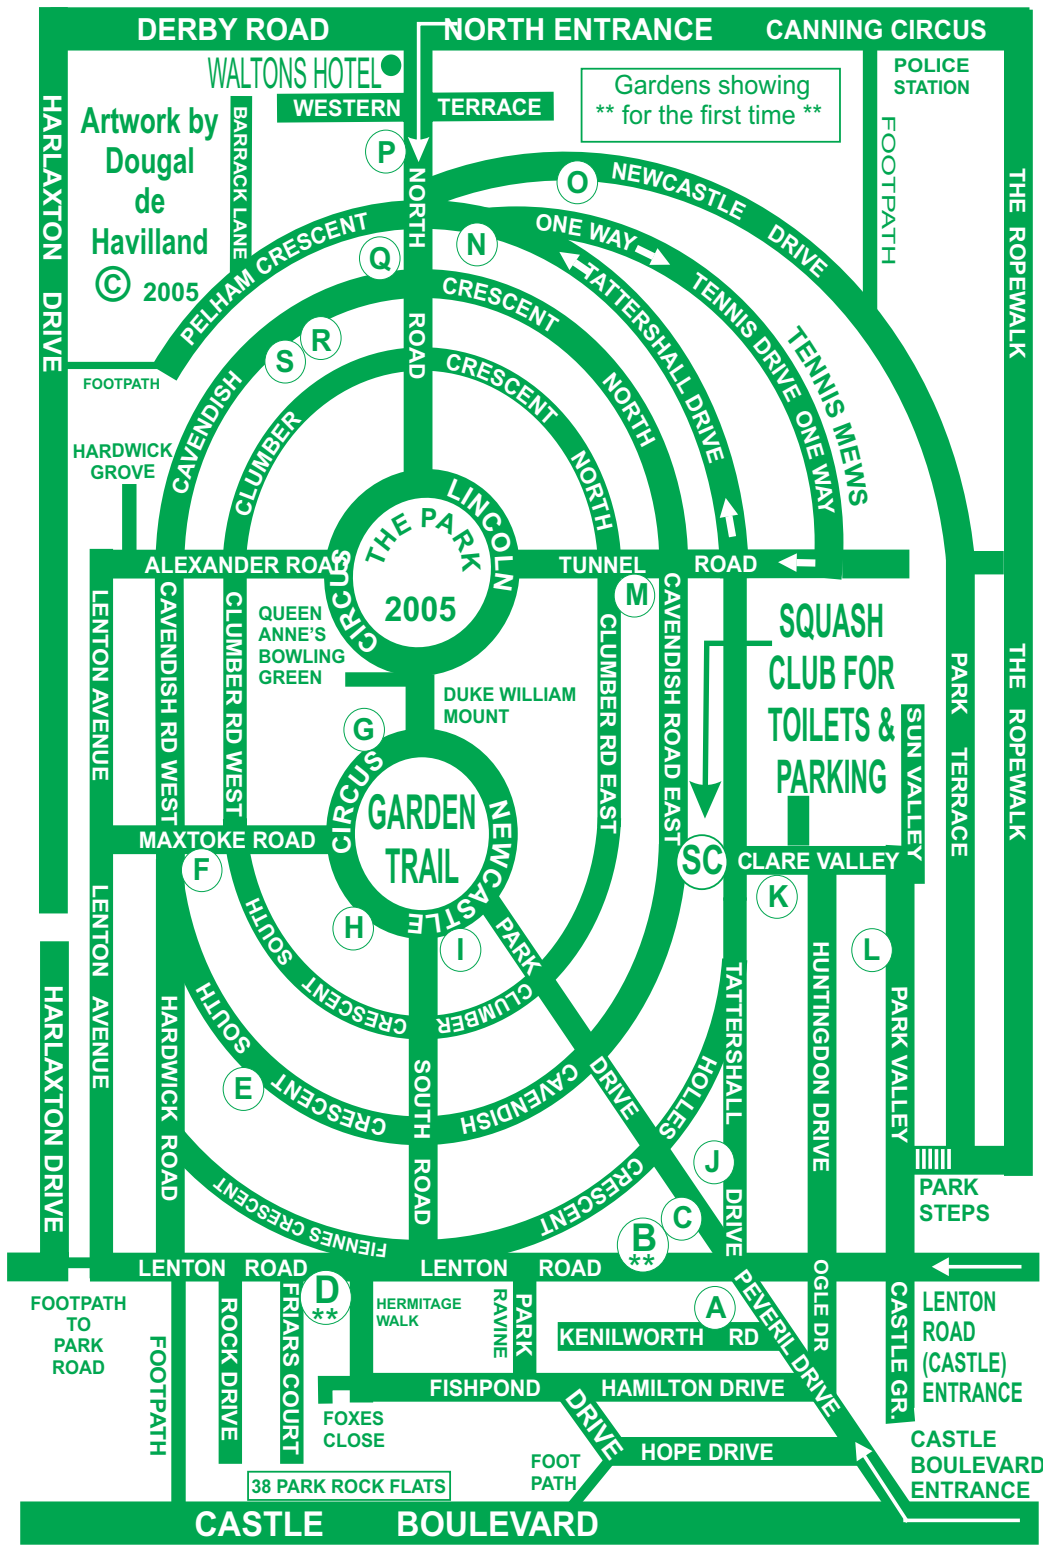 DERBY ROAD
NORTH ENTRANCE
CANNING CIRCUS
WALTONS HOTEL
POLICE
STATION
Gardens showing
** for the first time **
WESTERN TERRACE
HARLAXTON DRIVE
Artwork by
Dougal
de
Havilland
© 2005
BARRACK LANE
FOOTPATH
THE ROPEWALK
P
O
NEWCASTLE DRIVE
NORTH ROAD
PELHAM CRESCENT
Q
N
ONE WAY
TATTERSHALL DRIVE
TENNIS DRIVE ONE WAY
TENNIS MEWS
CAVENDISH CRESCENT NORTH
R
S
FOOTPATH
CLUMBER CRESCENT NORTH
HARDWICK
GROVE
LINCOLN CIRCUS
THE PARK
2005
ALEXANDER ROAD
TUNNEL ROAD
M
LENTON AVENUE
CAVENDISH RD WEST
CLUMBER RD WEST
QUEEN
ANNE'S
BOWLING
GREEN
CLUMBER RD EAST
CAVENDISH ROAD EAST
SQUASH
CLUB FOR
TOILETS &
PARKING
PARK TERRACE
THE ROPEWALK
DUKE WILLIAM
MOUNT
SUN VALLEY
G
NEWCASTLE CIRCUS
GARDEN
TRAIL
MAXTOKE ROAD
F
SC
CLARE VALLEY
K
H
I
L
LENTON AVENUE
SOUTH CRESCENT
CLUMBER
PARK DRIVE
HUNTINGDON DRIVE
PARK VALLEY
HARLAXTON DRIVE
HARDWICK ROAD
SOUTH CRESCENT
CAVENDISH
E
SOUTH ROAD
TATTERSHALL DRIVE
HOLLES CRESCENT
J
FIENNES CRESCENT
C
B
**
PARK
STEPS
LENTON ROAD
LENTON ROAD
FOOTPATH
TO
PARK
ROAD
FOOTPATH
ROCK DRIVE
FRIARS COURT
D
**
HERMITAGE
WALK
PARK
RAVINE
A
KENILWORTH RD
PEVERIL DRIVE
OGLE DR
CASTLE GR.
LENTON
ROAD
(CASTLE)
ENTRANCE
FISHPOND DRIVE
HAMILTON DRIVE
FOXES
CLOSE
HOPE DRIVE
FOOT
PATH
CASTLE
BOULEVARD
ENTRANCE
38 PARK ROCK FLATS
CASTLE BOULEVARD